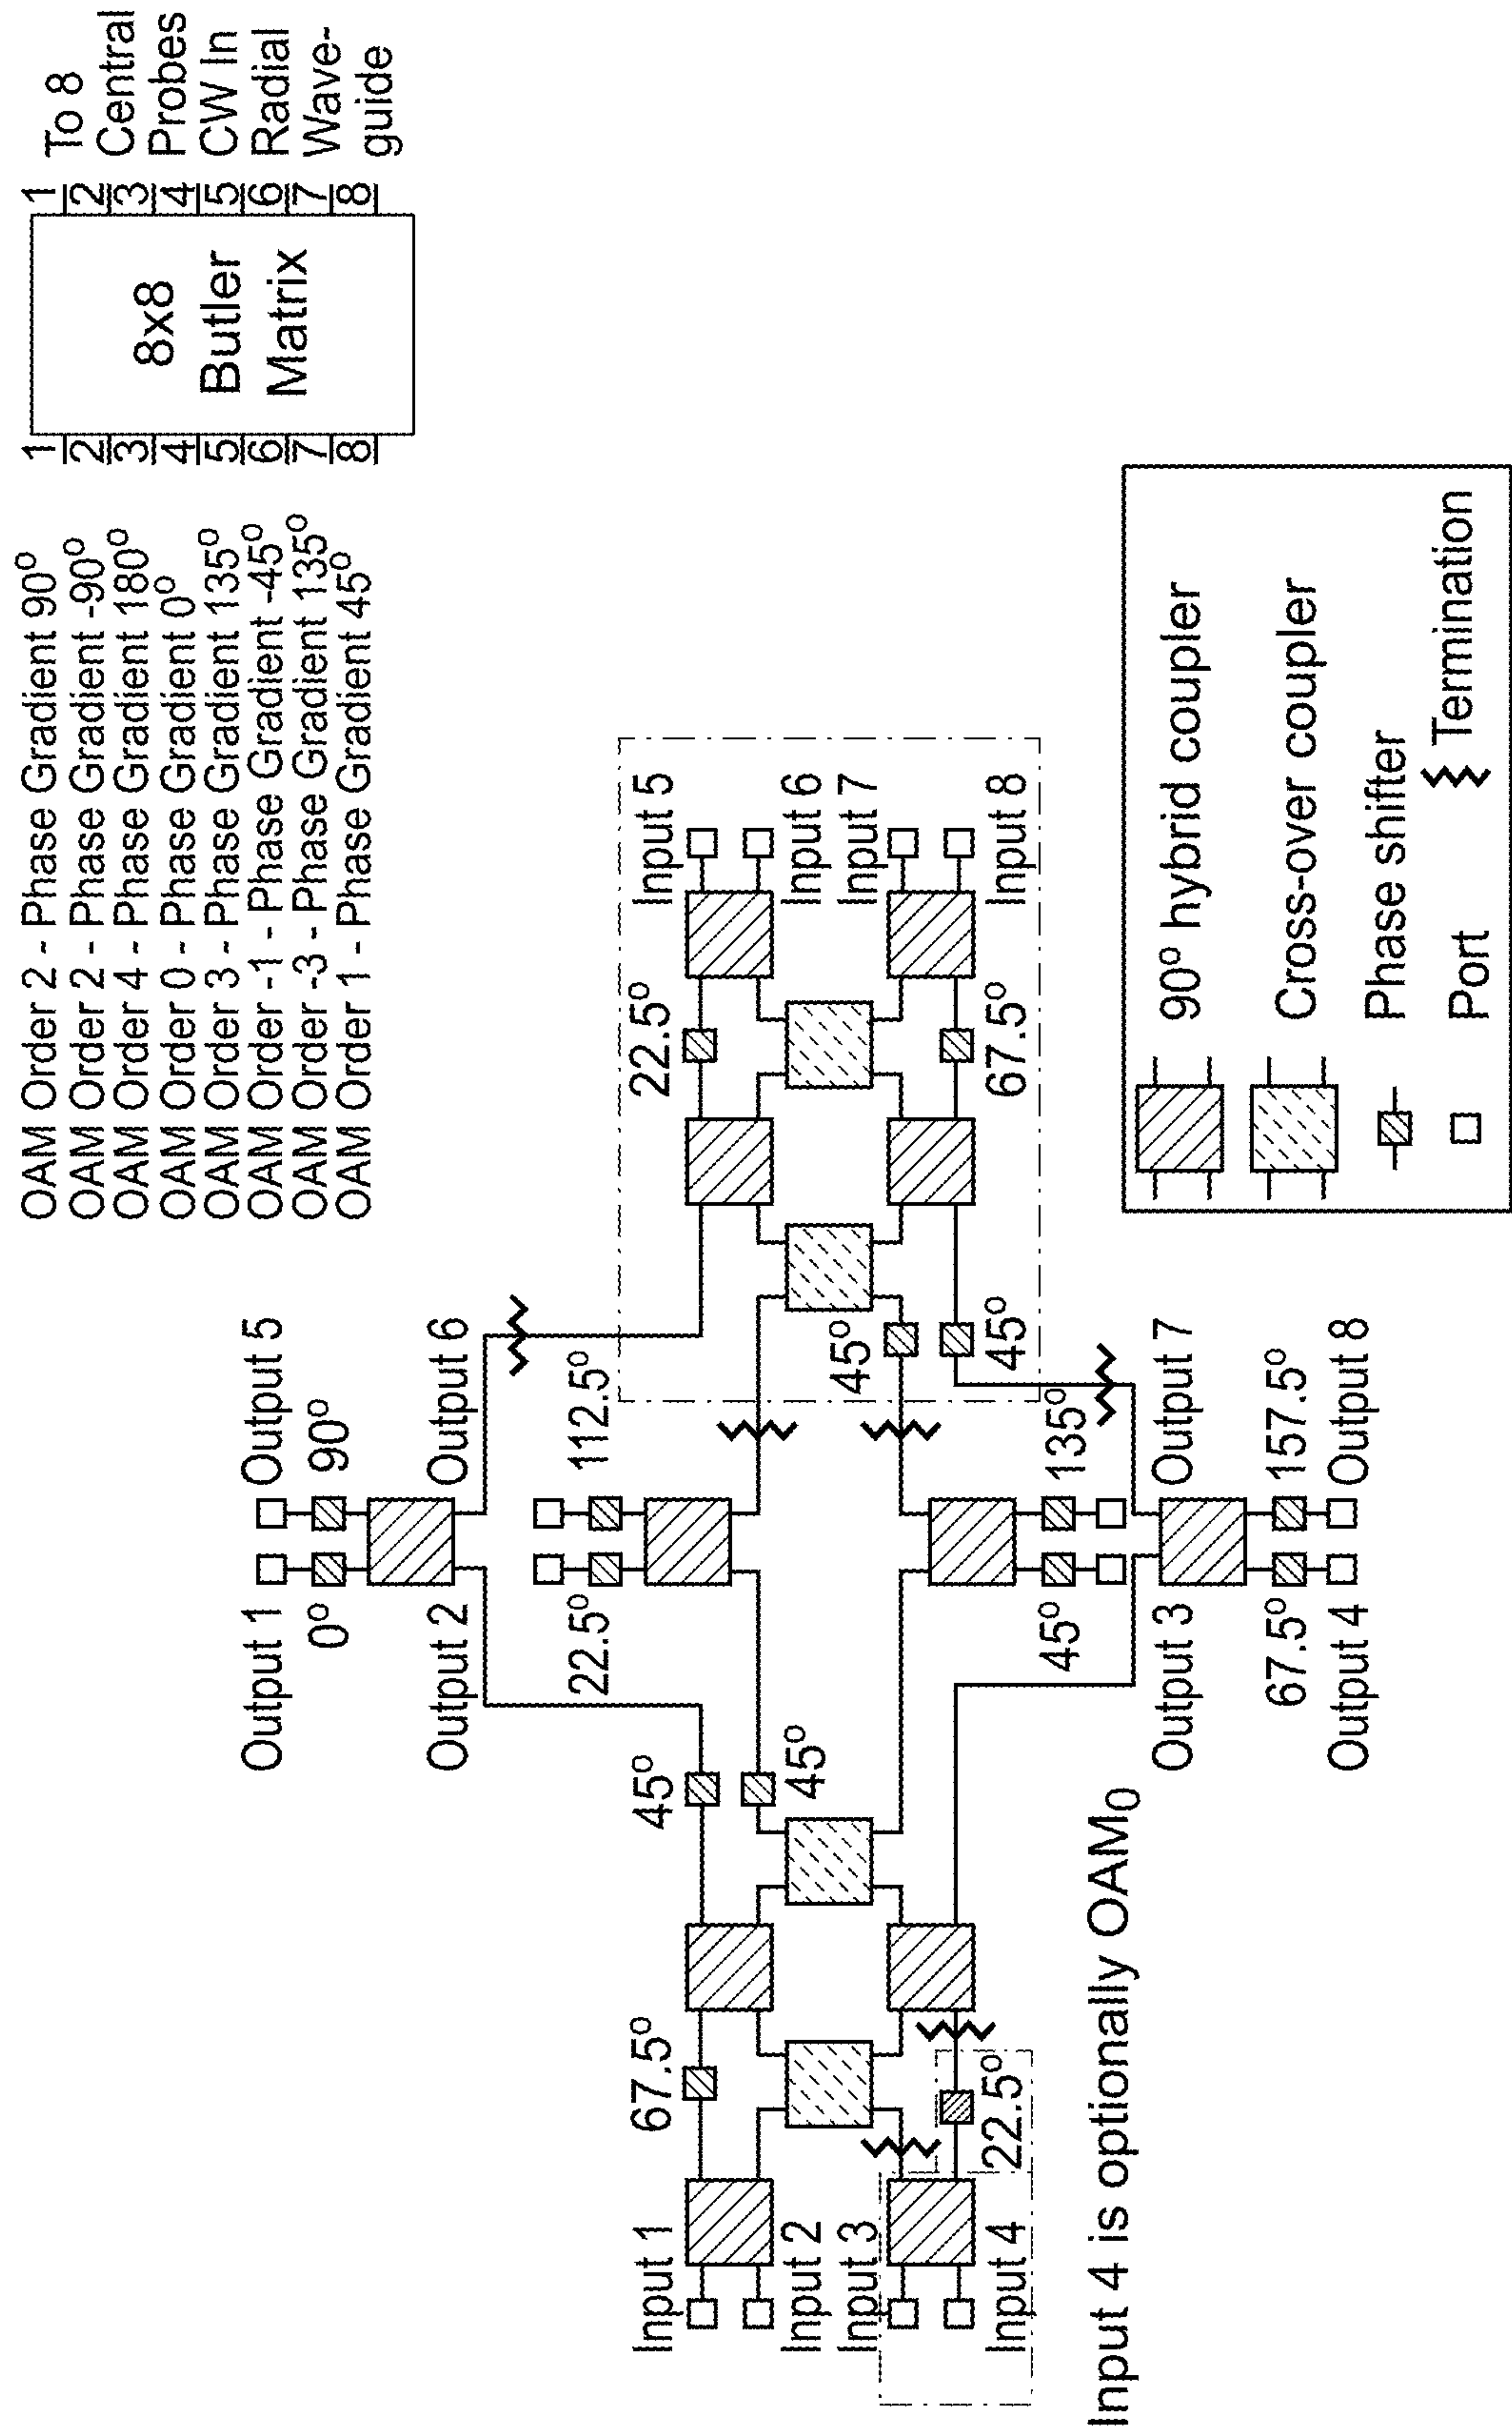 OAM Order 2 - Phase Gradient 90°
OAM Order 2 - Phase Gradient -90°
OAM Order 4 - Phase Gradient 180°
OAM Order 0 - Phase Gradient 0°
OAM Order 3 - Phase Gradient 135°
OAM Order -1 - Phase Gradient -45°
OAM Order -3 - Phase Gradient 135°
OAM Order 1 - Phase Gradient 45°
1
2
3
4
5
6
7
8
8x8
Butler
Matrix
1
2
3
4
5
6
7
8
To 8
Central
Probes
CW In
Radial
Wave-
guide
Output 1
Output 5
0°
90°
Output 2
Output 6
22.5°
112.5°
45°
45°
67.5°
Input 1
Input 2
Input 3
Input 4
22.5°
Input 5
Input 6
Input 7
Input 8
22.5°
67.5°
45°
45°
45°
135°
Output 3
Output 7
67.5°
157.5°
Output 4
Output 8
Input 4 is optionally OAM0
90° hybrid coupler
Cross-over coupler
Phase shifter
Port
Termination